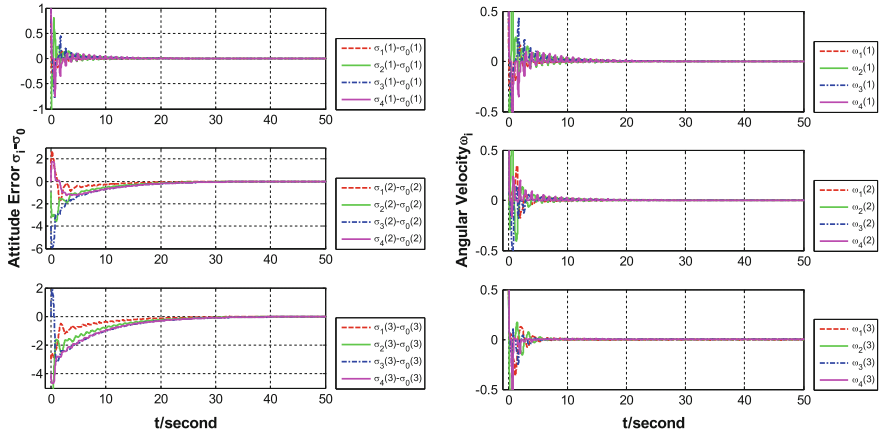 Attitude Error σi-σ0
1
0.5
0
-0.5
-1
0 10 20 30 40 50
σ1(1)-σ0(1)
σ2(1)-σ0(1)
σ3(1)-σ0(1)
σ4(1)-σ0(1)
2
0
-2
-4
-6
0 10 20 30 40 50
σ1(2)-σ0(2)
σ2(2)-σ0(2)
σ3(2)-σ0(2)
σ4(2)-σ0(2)
2
0
-2
-4
0 10 20 30 40 50
σ1(3)-σ0(3)
σ2(3)-σ0(3)
σ3(3)-σ0(3)
σ4(3)-σ0(3)
t/second
Angular Velocity ωi
0.5
0
-0.5
0 10 20 30 40 50
ω1(1)
ω2(1)
ω3(1)
ω4(1)
0.5
0
-0.5
0 10 20 30 40 50
ω1(2)
ω2(2)
ω3(2)
ω4(2)
0.5
0
-0.5
0 10 20 30 40 50
ω1(3)
ω2(3)
ω3(3)
ω4(3)
t/second